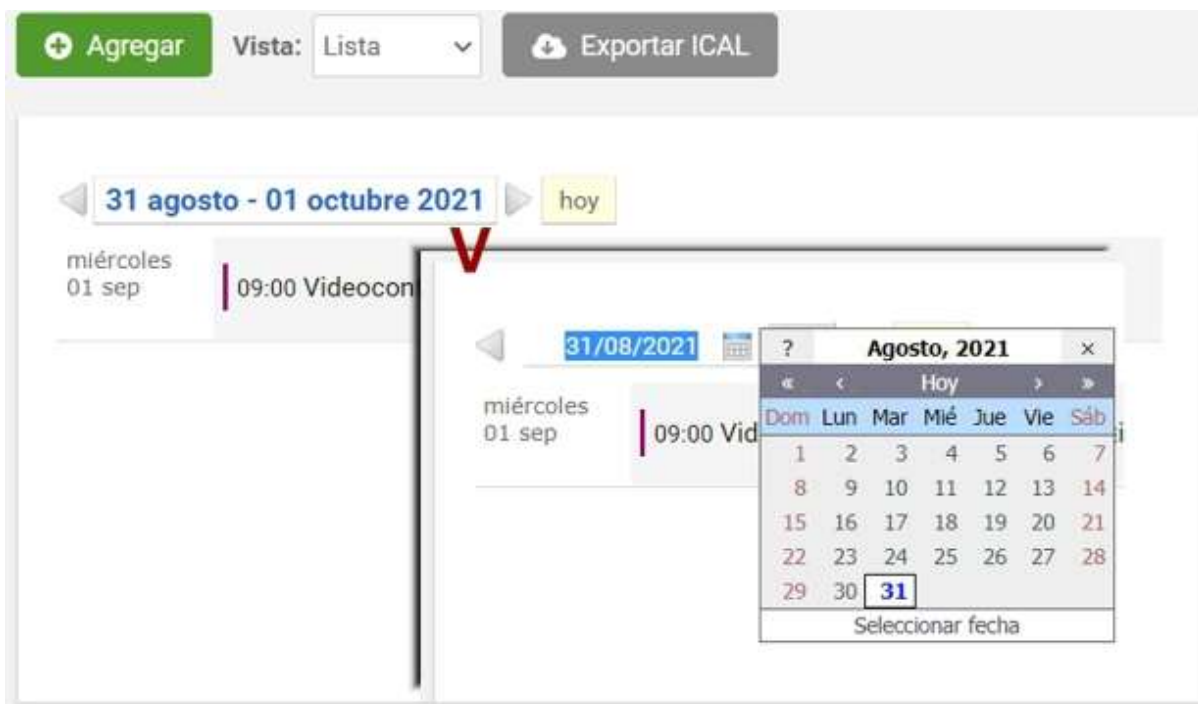 Agregar Vista: Lista Exportar ICAL
31 agosto - 01 octubre 2021 hoy
V
miércoles
01 sep
09:00 Videocon
31/08/2021
miércoles
01 sep
09:00 Vid
? Agosto, 2021 ×
« ‹ Hoy › »
Dom Lun Mar Mié Jue Vie Sáb
1 2 3 4 5 6 7
8 9 10 11 12 13 14
15 16 17 18 19 20 21
22 23 24 25 26 27 28
29 30 31
Seleccionar fecha